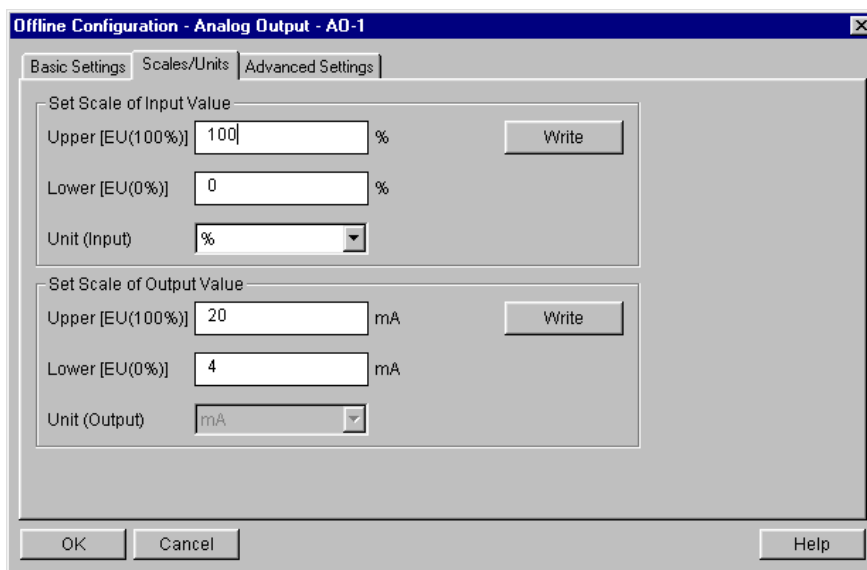 Offline Configuration - Analog Output - AO-1
Basic Settings Scales/Units Advanced Settings
Set Scale of Input Value
Upper [EU(100%)] 100 % Write
Lower [EU(0%)] 0 %
Unit (Input) %
Set Scale of Output Value
Upper [EU(100%)] 20 mA Write
Lower [EU(0%)] 4 mA
Unit (Output) mA
OK Cancel Help